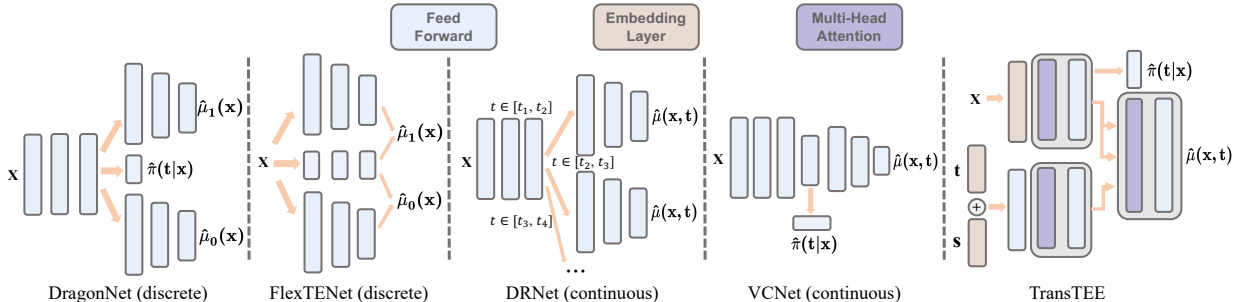 Feed
Forward
Embedding
Layer
Multi-Head
Attention
x
μ̂₁(x)
π̂(t|x)
μ̂₀(x)
DragonNet (discrete)
x
μ̂₁(x)
μ̂₀(x)
FlexTENet (discrete)
x
t ∈ [t₁, t₂]
t ∈ [t₂, t₃]
t ∈ [t₃, t₄]
μ̂(x, t)
μ̂(x, t)
...
DRNet (continuous)
x
μ̂(x, t)
π̂(t|x)
VCNet (continuous)
x
π̂(t|x)
t
+
s
μ̂(x, t)
TransTEE